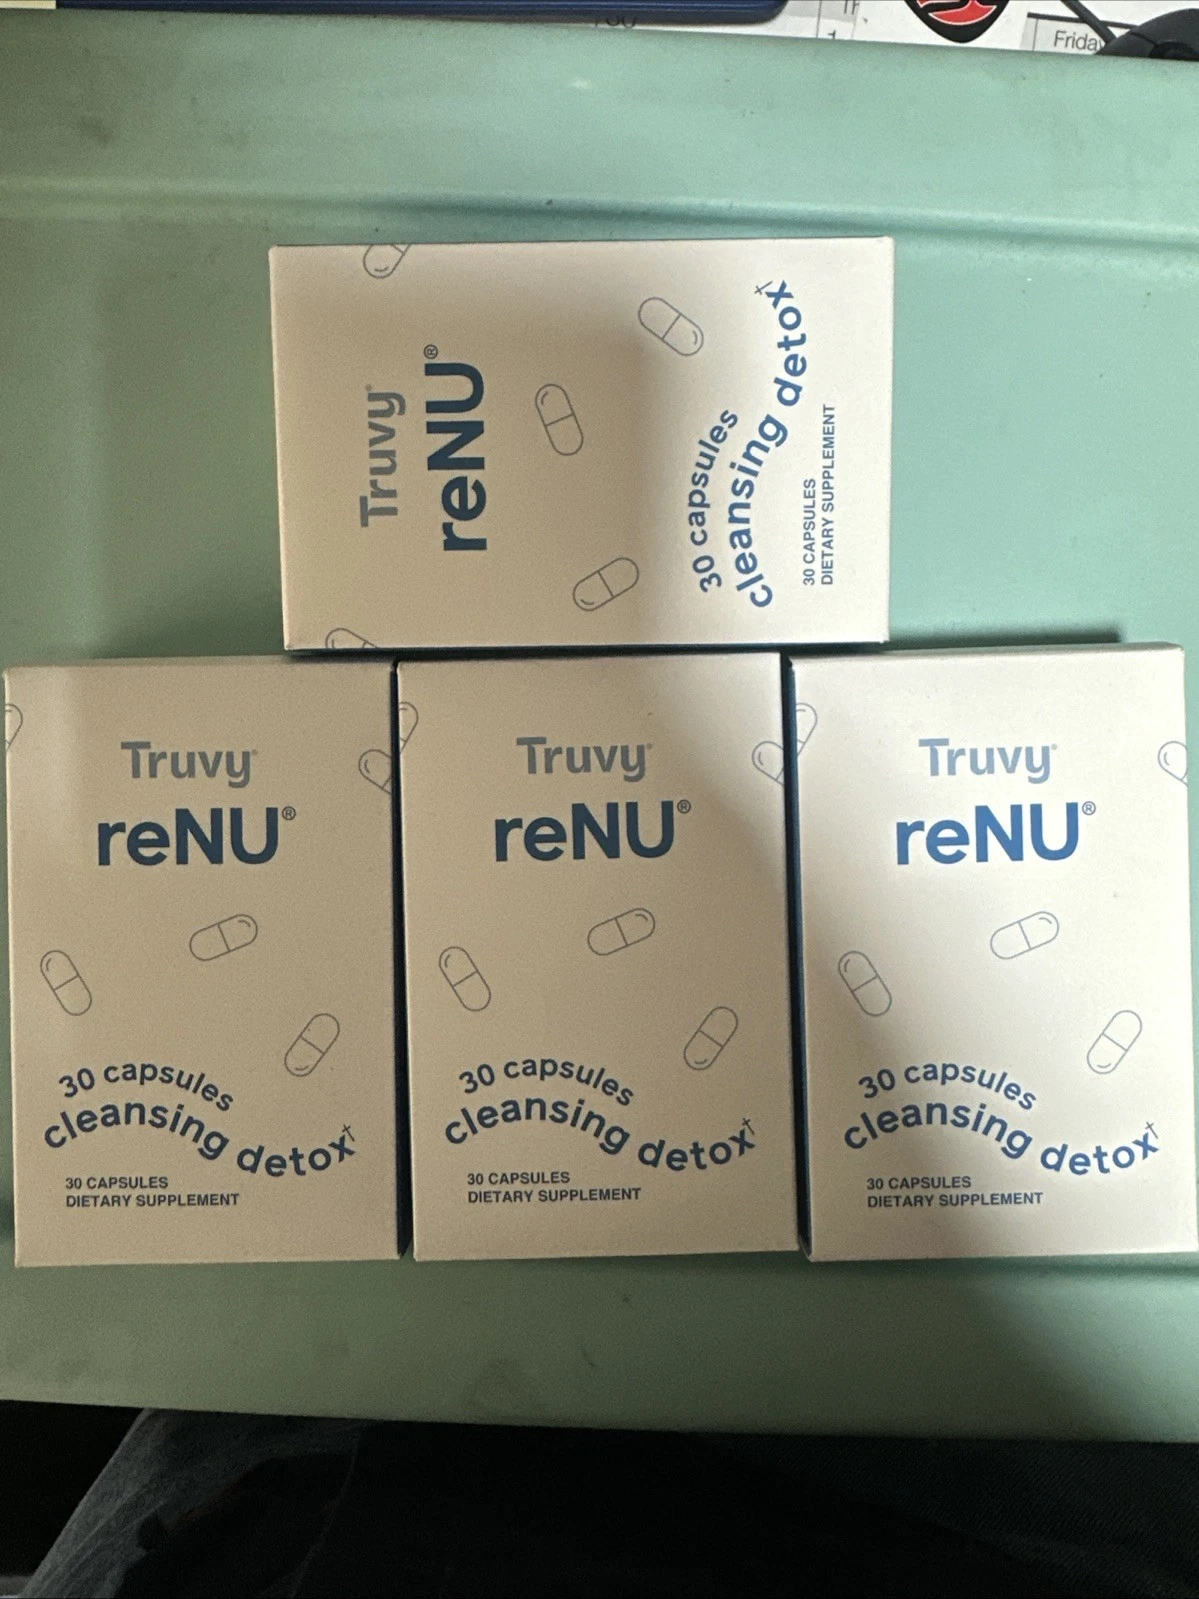 Friday
Truvy
reNU®
30 capsules
cleansing detox†
30 CAPSULES
DIETARY SUPPLEMENT
Truvy
reNU®
30 capsules
cleansing detox†
30 CAPSULES
DIETARY SUPPLEMENT
Truvy
reNU®
30 capsules
cleansing detox†
30 CAPSULES
DIETARY SUPPLEMENT
Truvy
reNU®
30 capsules
cleansing detox†
30 CAPSULES
DIETARY SUPPLEMENT